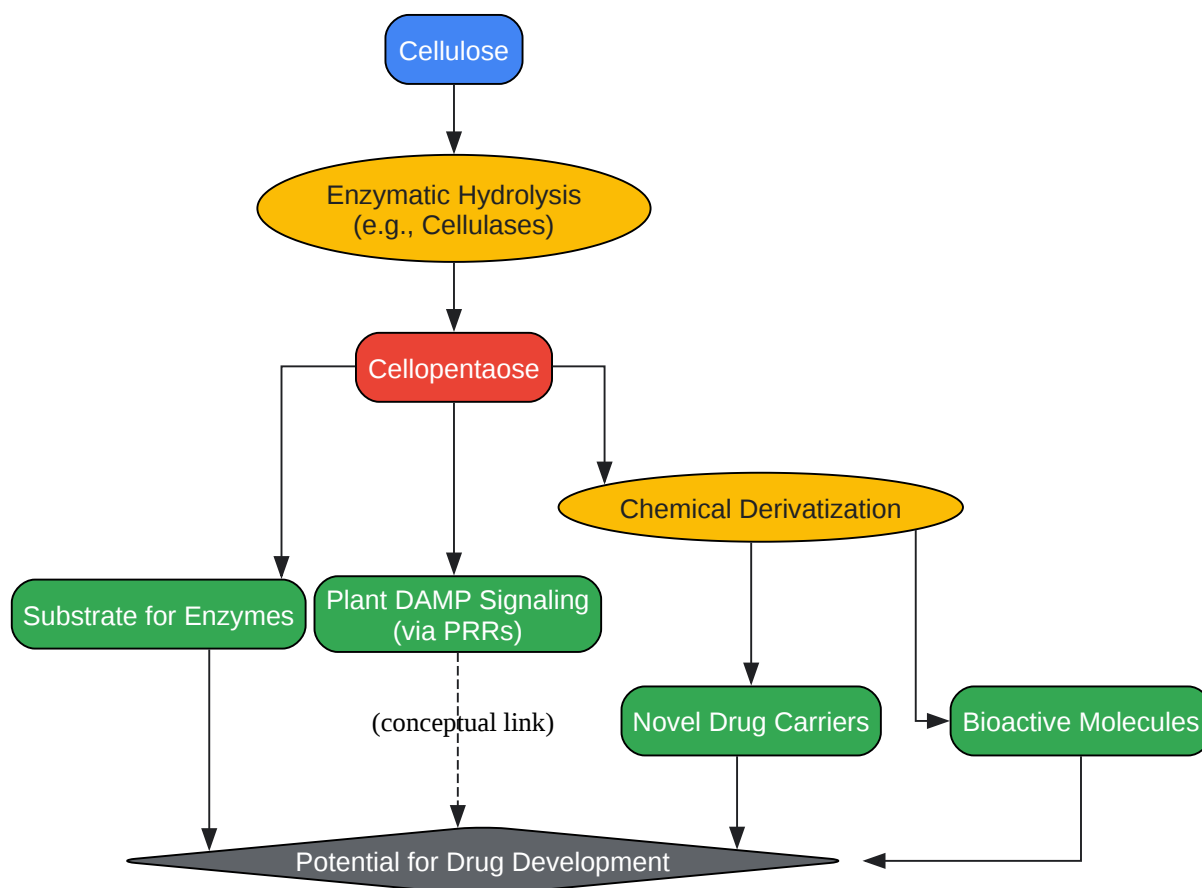 Cellulose
Enzymatic Hydrolysis
(e.g., Cellulases)
Cellopentaose
Chemical Derivatization
Substrate for Enzymes
Plant DAMP Signaling
(via PRRs)
Novel Drug Carriers
Bioactive Molecules
(conceptual link)
Potential for Drug Development